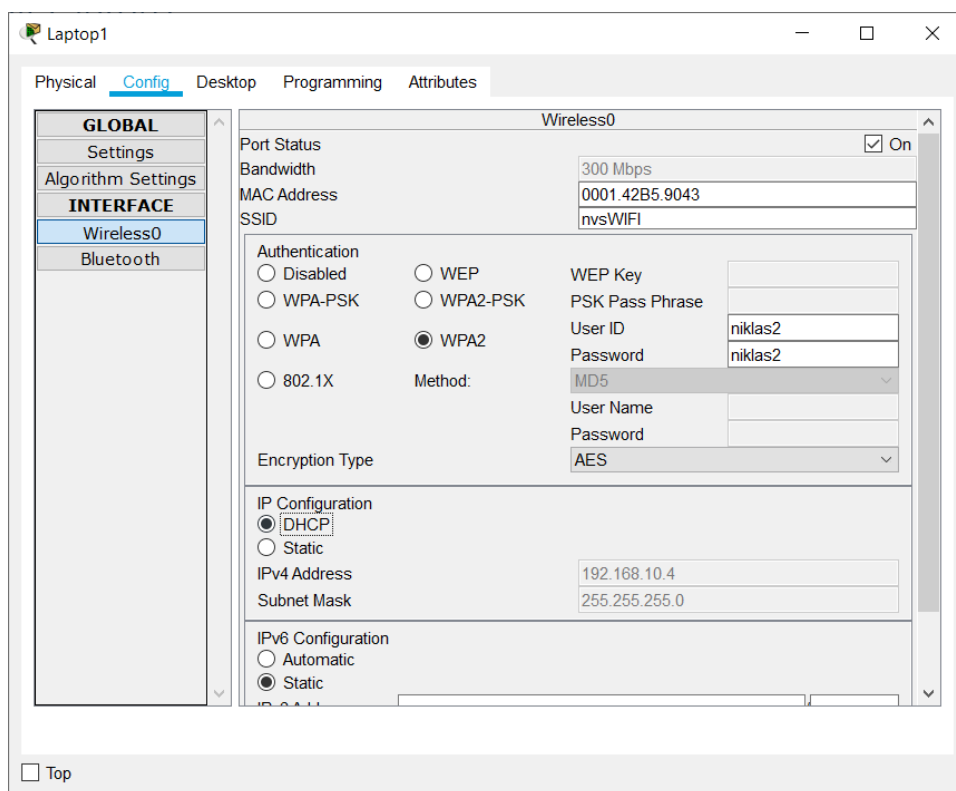 Laptop1
Physical Config Desktop Programming Attributes
GLOBAL
Settings
Algorithm Settings
INTERFACE
Wireless0
Bluetooth
Wireless0
Port Status On
Bandwidth 300 Mbps
MAC Address 0001.42B5.9043
SSID nvsWIFI
Authentication
Disabled WEP WEP Key
WPA-PSK WPA2-PSK PSK Pass Phrase
User ID niklas2
WPA WPA2
Password niklas2
802.1X Method: MD5
User Name
Password
Encryption Type AES
IP Configuration
DHCP
Static
IPv4 Address 192.168.10.4
Subnet Mask 255.255.255.0
IPv6 Configuration
Automatic
Static
Top